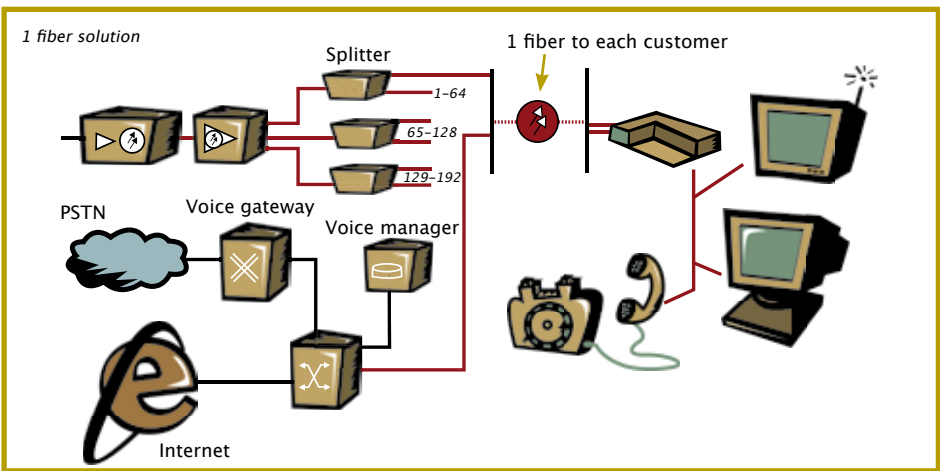 1 fiber solution
Splitter
1 fiber to each customer
1–64
65–128
129–192
PSTN
Voice gateway
Voice manager
Internet